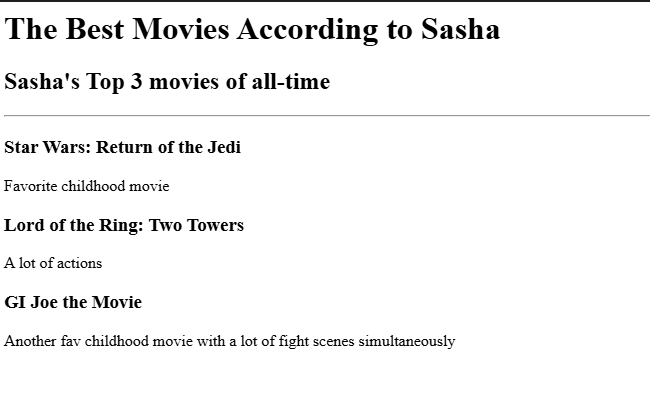 The Best Movies According to Sasha
Sasha's Top 3 movies of all-time
Star Wars: Return of the Jedi
Favorite childhood movie
Lord of the Ring: Two Towers
A lot of actions
GI Joe the Movie
Another fav childhood movie with a lot of fight scenes simultaneously